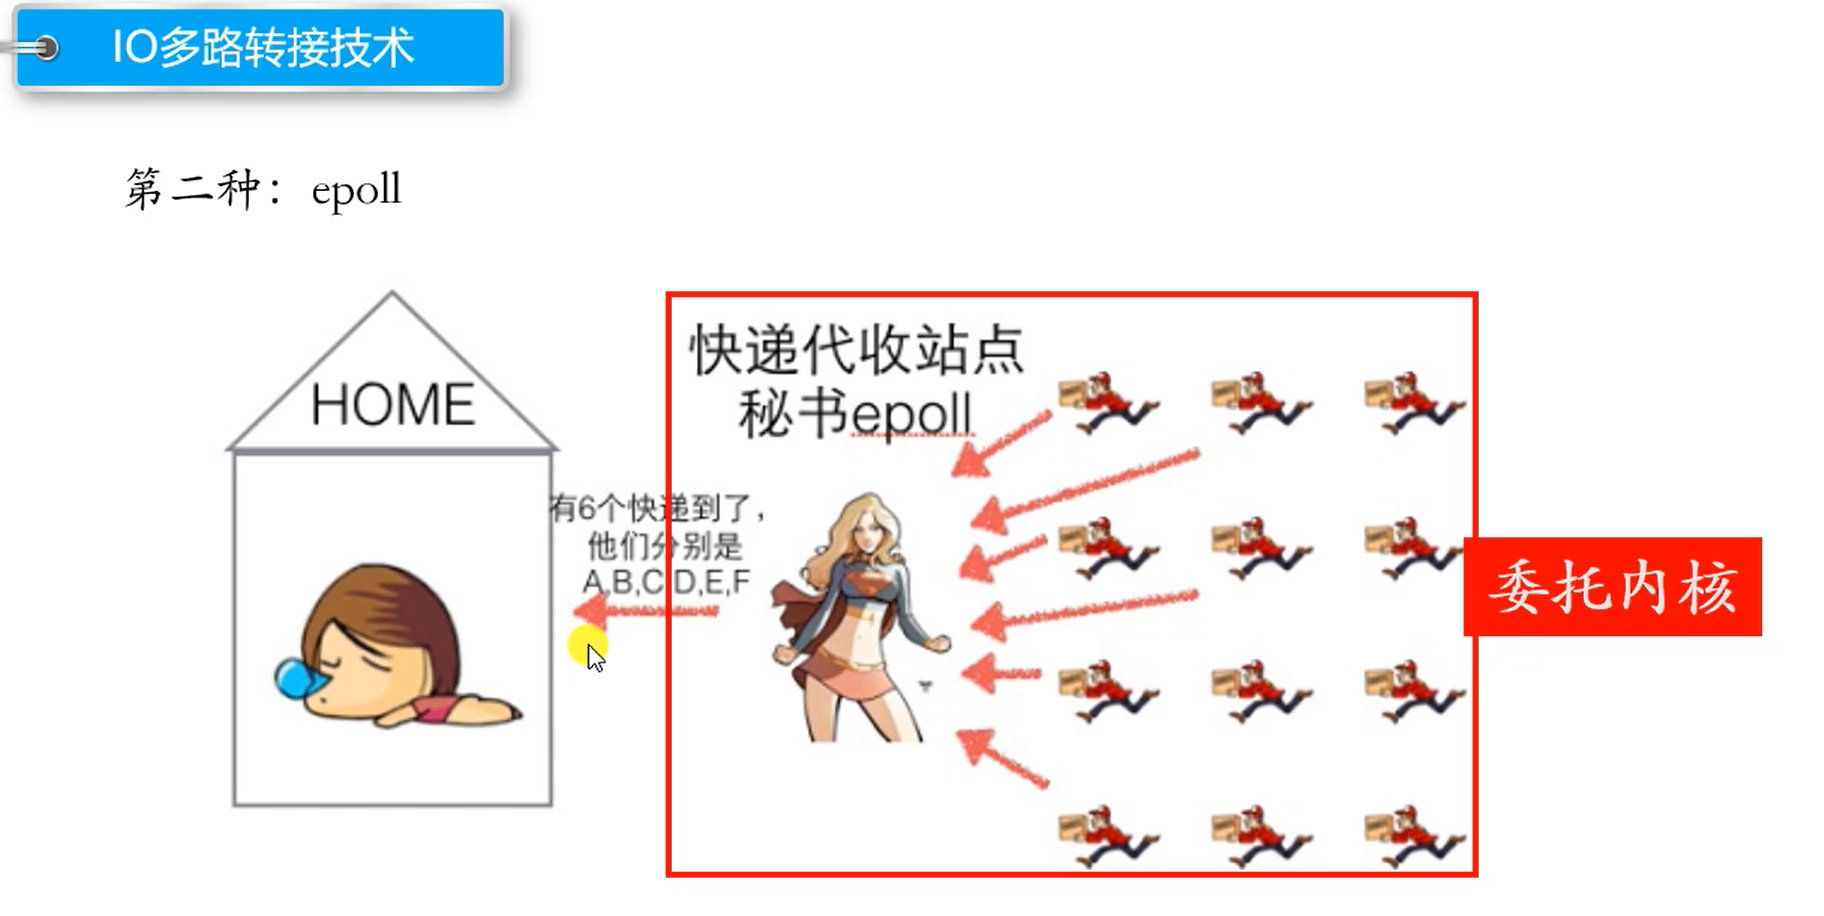 IO多路转接技术
第二种：epoll
HOME
快递代收站点
秘书epoll
有6个快递到了，
他们分别是
A,B,C,D,E,F
委托内核